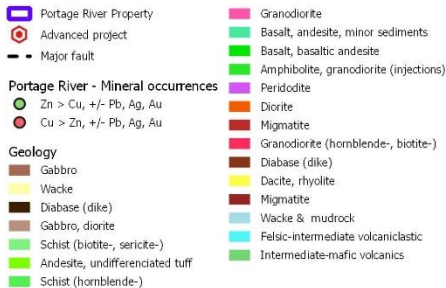 Portage River Property
Advanced project
Major fault
Portage River - Mineral occurrences
Zn > Cu, +/- Pb, Ag, Au
Cu > Zn, +/- Pb, Ag, Au
Geology
Gabbro
Wacke
Diabase (dike)
Gabbro, diorite
Schist (biotite-, sericite-)
Andesite, undifferenciated tuff
Schist (hornblende-)
Granodiorite
Basalt, andesite, minor sediments
Basalt, basaltic andesite
Amphibolite, granodiorite (injections)
Peridodite
Diorite
Migmatite
Granodiorite (hornblende-, biotite-)
Diabase (dike)
Dacite, rhyolite
Migmatite
Wacke & mudrock
Felsic-intermediate volcaniclastic
Intermediate-mafic volcanics